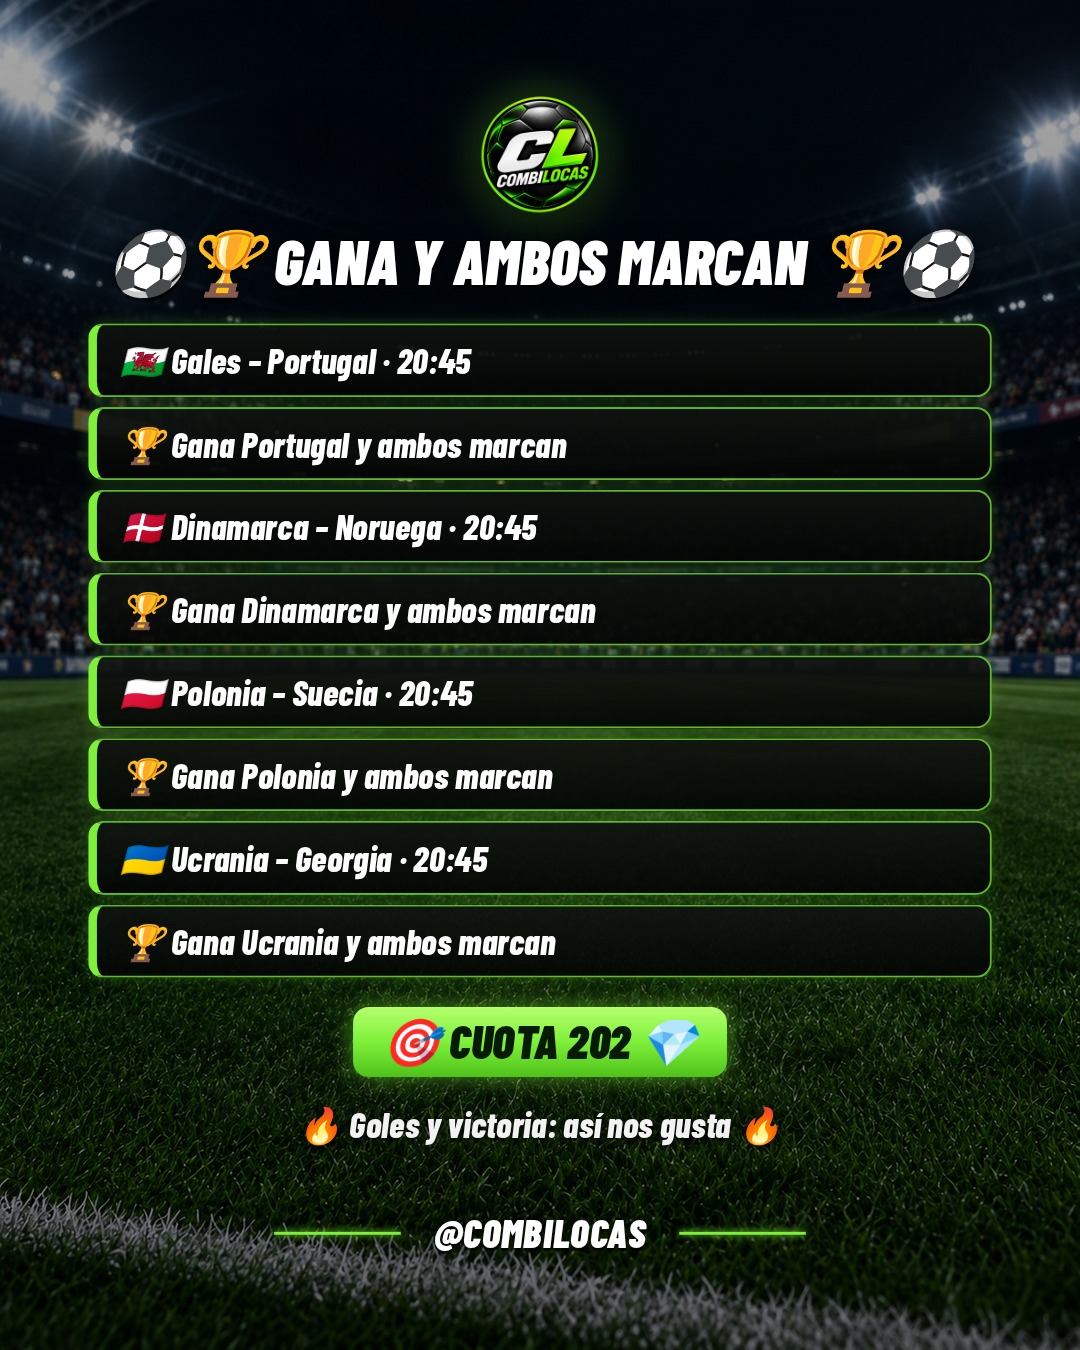 CL
COMBILOCAS
⚽🏆 GANA Y AMBOS MARCAN 🏆⚽
🏴󠁧󠁢󠁷󠁬󠁳󠁿 Gales – Portugal · 20:45
🏆 Gana Portugal y ambos marcan
🇩🇰 Dinamarca – Noruega · 20:45
🏆 Gana Dinamarca y ambos marcan
🇵🇱 Polonia – Suecia · 20:45
🏆 Gana Polonia y ambos marcan
🇺🇦 Ucrania – Georgia · 20:45
🏆 Gana Ucrania y ambos marcan
🎯 CUOTA 202 💎
🔥 Goles y victoria: así nos gusta 🔥
@COMBILOCAS